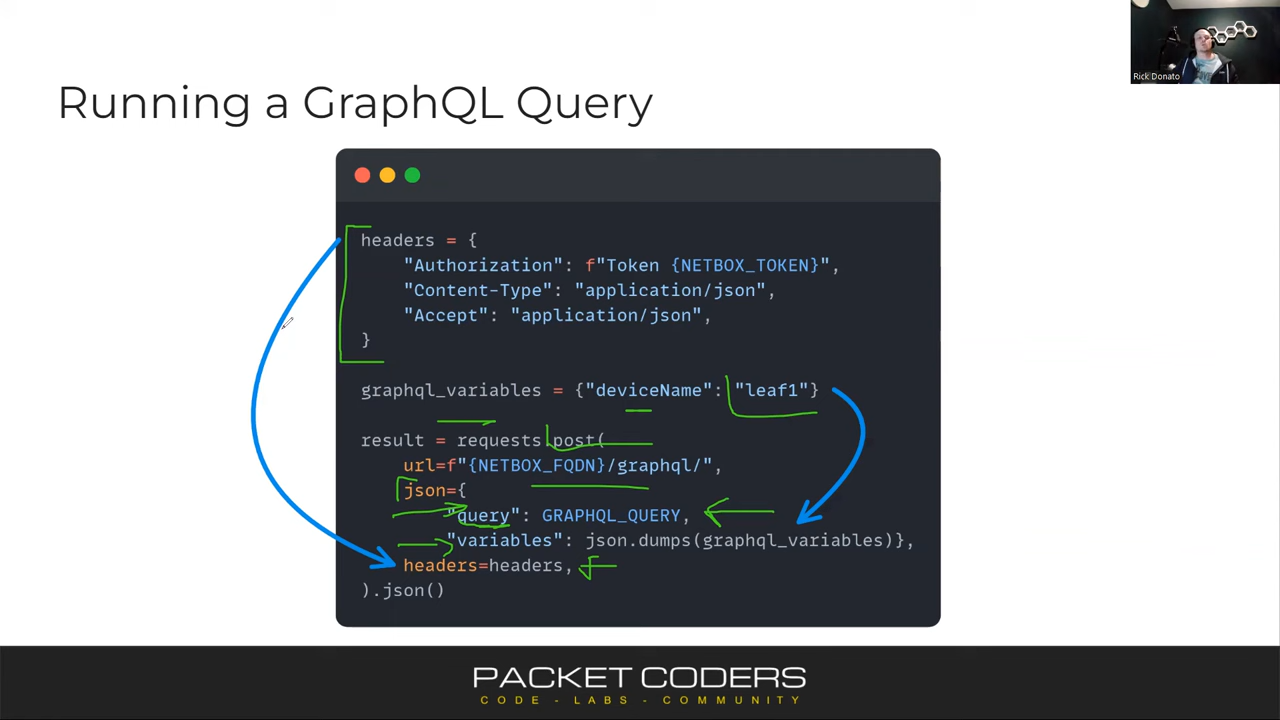 Rick Donato
Running a GraphQL Query
headers = {
"Authorization": f"Token {NETBOX_TOKEN}",
"Content-Type": "application/json",
"Accept": "application/json",
}
graphql_variables = {"deviceName": "leaf1"}
result = requests.post(
url=f"{NETBOX_FQDN}/graphql/",
json={
"query": GRAPHQL_QUERY,
"variables": json.dumps(graphql_variables)},
headers=headers,
).json()
PACKET CODERS
CODE - LABS - COMMUNITY